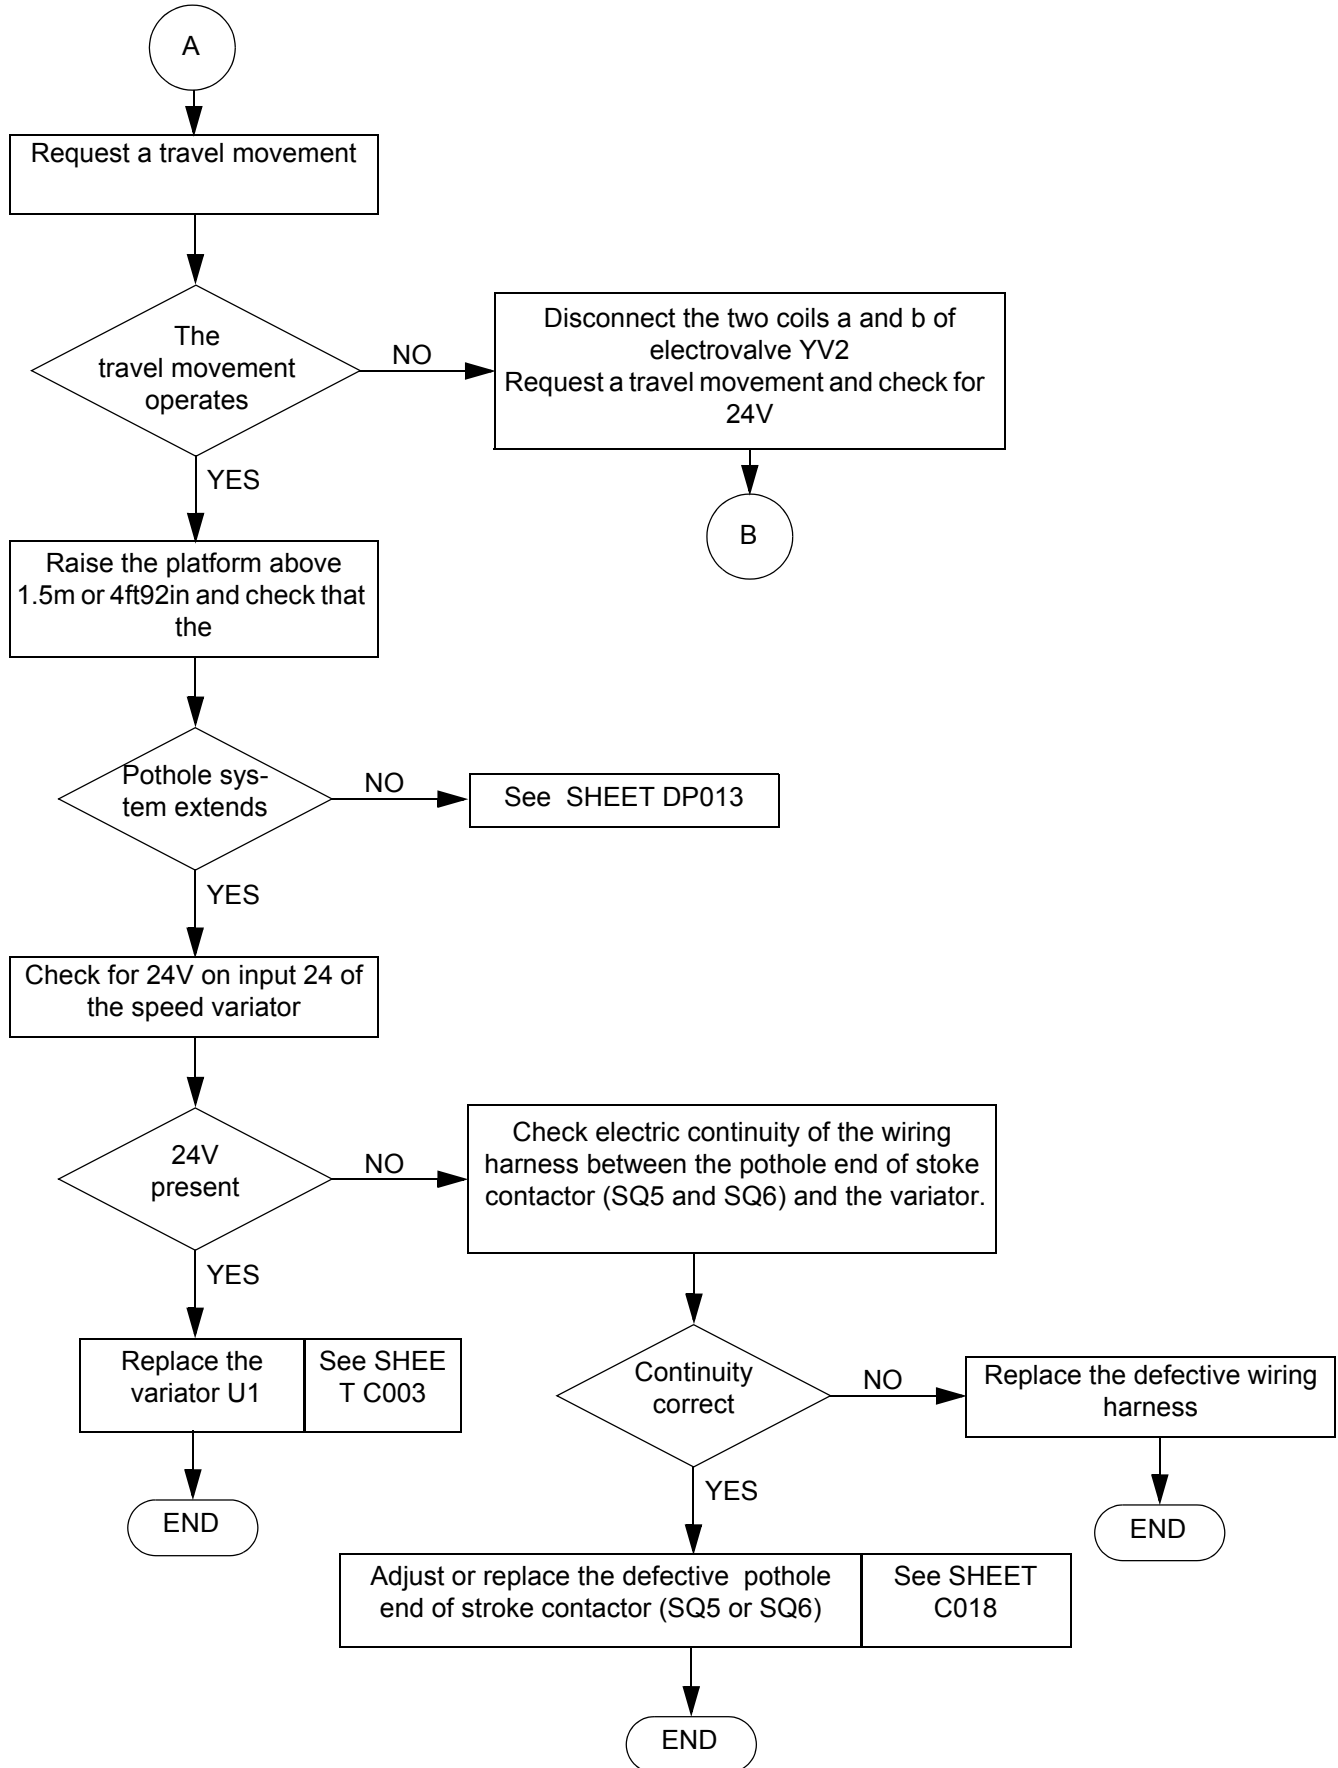 A
Request a travel movement
The
travel movement
operates
NO
Disconnect the two coils a and b of
electrovalve YV2
Request a travel movement and check for
24V
B
YES
Raise the platform above
1.5m or 4ft92in and check that
the
Pothole sys-
tem extends
NO
See SHEET DP013
YES
Check for 24V on input 24 of
the speed variator
24V
present
NO
Check electric continuity of the wiring
harness between the pothole end of stoke
contactor (SQ5 and SQ6) and the variator.
YES
Replace the
variator U1
See SHEE
T C003
END
Continuity
correct
NO
Replace the defective wiring
harness
END
YES
Adjust or replace the defective pothole
end of stroke contactor (SQ5 or SQ6)
See SHEET
C018
END